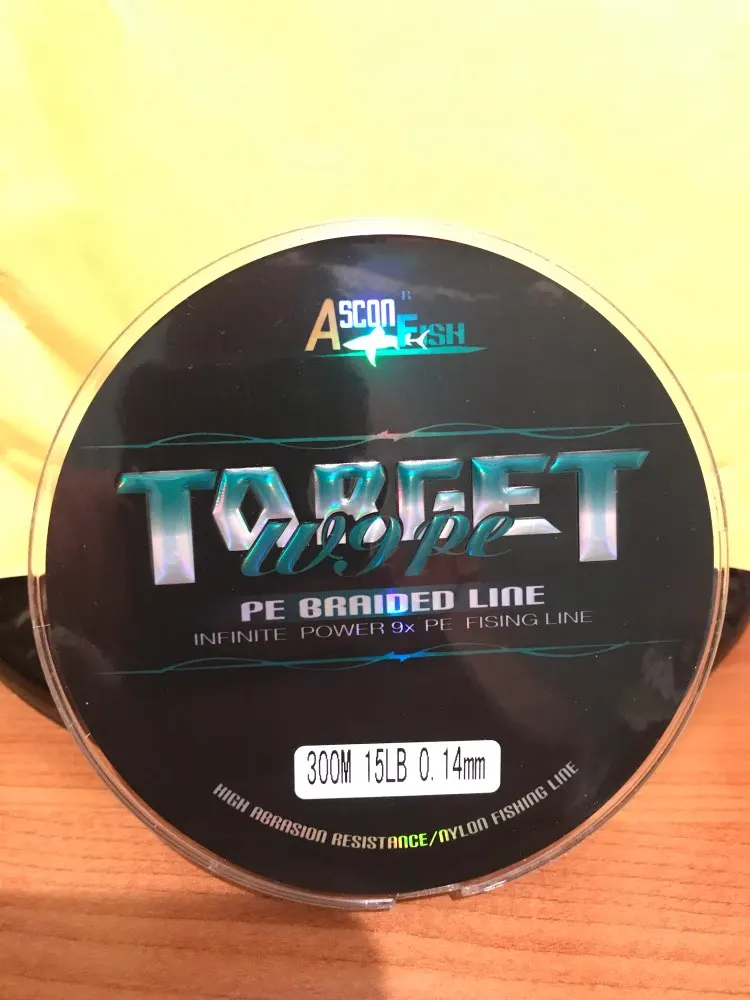 ASCON FISH R
TARGET
W9 pe
PE BRAIDED LINE
INFINITE POWER 9x PE FISING LINE
300M 15LB 0.14mm
HIGH ABRASION RESISTANCE/NYLON FISHING LINE